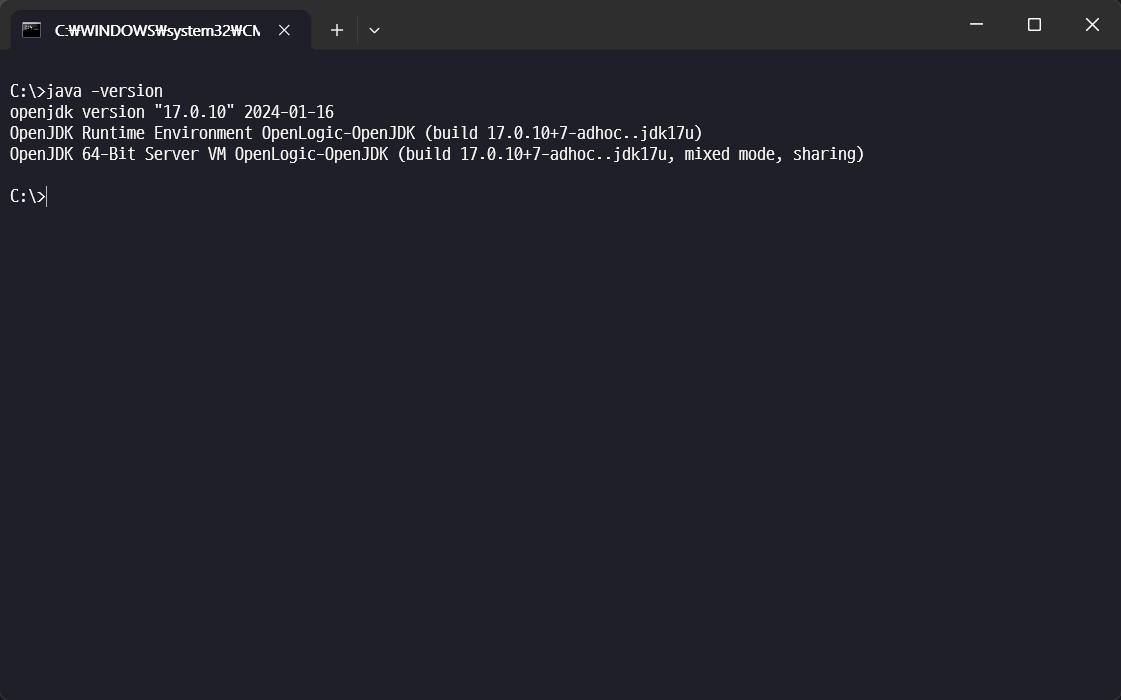 C:₩WINDOWS₩system32₩CM
C:\>java -version
openjdk version "17.0.10" 2024-01-16
OpenJDK Runtime Environment OpenLogic-OpenJDK (build 17.0.10+7-adhoc..jdk17u)
OpenJDK 64-Bit Server VM OpenLogic-OpenJDK (build 17.0.10+7-adhoc..jdk17u, mixed mode, sharing)
C:\>